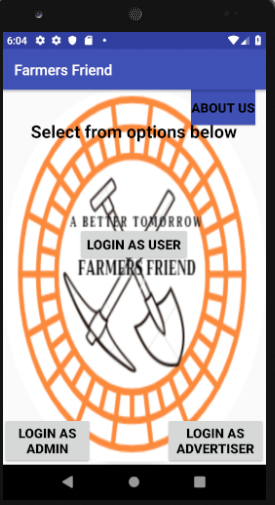 6:04
Farmers Friend
ABOUT US
Select from options below
A BETTER TOMORROW
LOGIN AS USER
FARMERS FRIEND
LOGIN AS
ADMIN
LOGIN AS
ADVERTISER